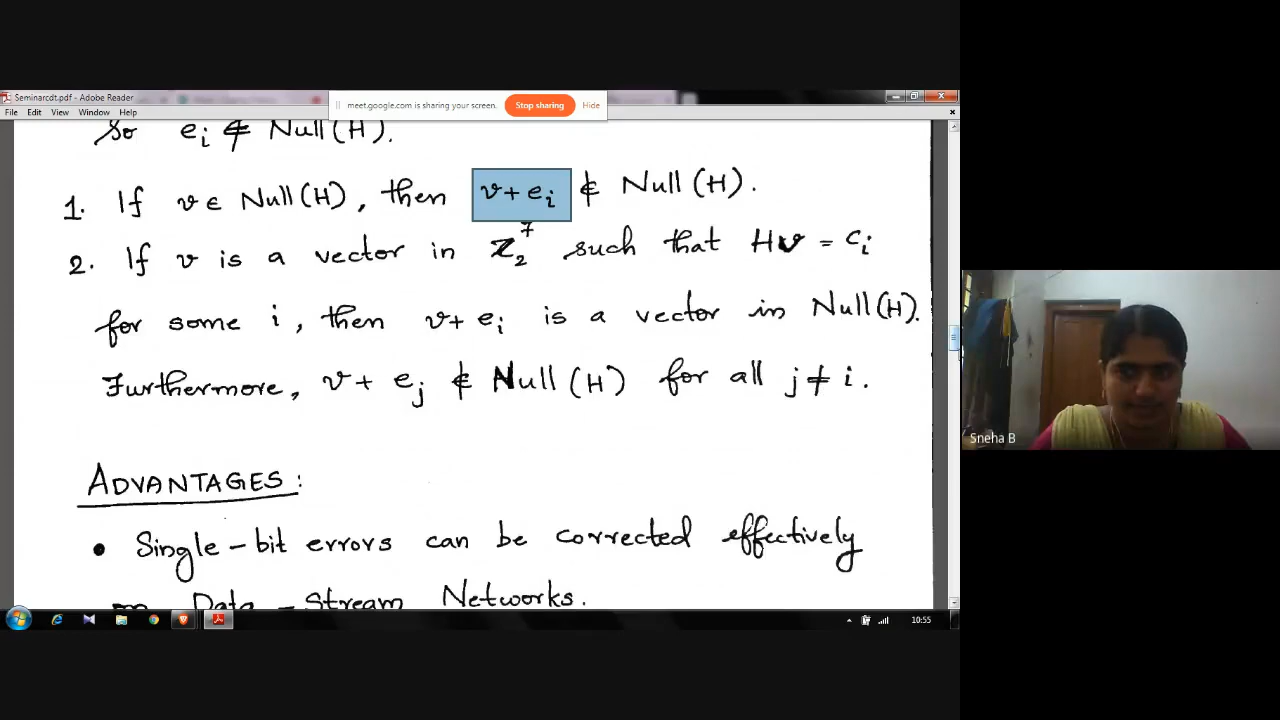 Seminarcdt.pdf - Adobe Reader
meet.google.com is sharing your screen. Stop sharing Hide
File Edit View Window Help
So eᵢ ∉ Null(H).
1. If v ∈ Null(H), then v+eᵢ ∉ Null(H).
2. If v is a vector in Z₂⁷ such that Hv = cᵢ
for some i, then v+eᵢ is a vector in Null(H).
Furthermore, v+eⱼ ∉ Null(H) for all j ≠ i.
ADVANTAGES:
• Single-bit errors can be corrected effectively
on Data-Stream Networks.
Sneha B
10:55